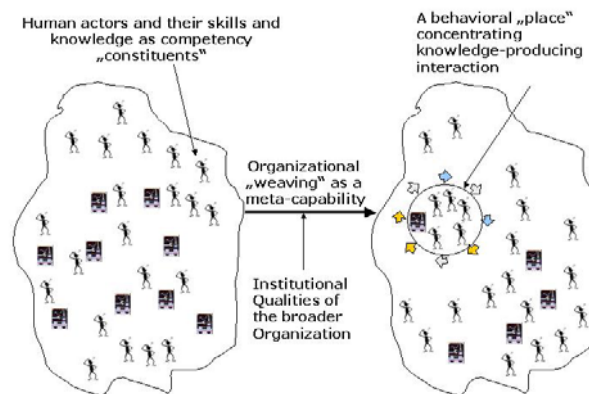 Human actors and their skills and
knowledge as competency
„constituents“
A behavioral „place“
concentrating
knowledge-producing
interaction
Organizational
„weaving“ as a
meta-capability
Institutional
Qualities of
the broader
Organization